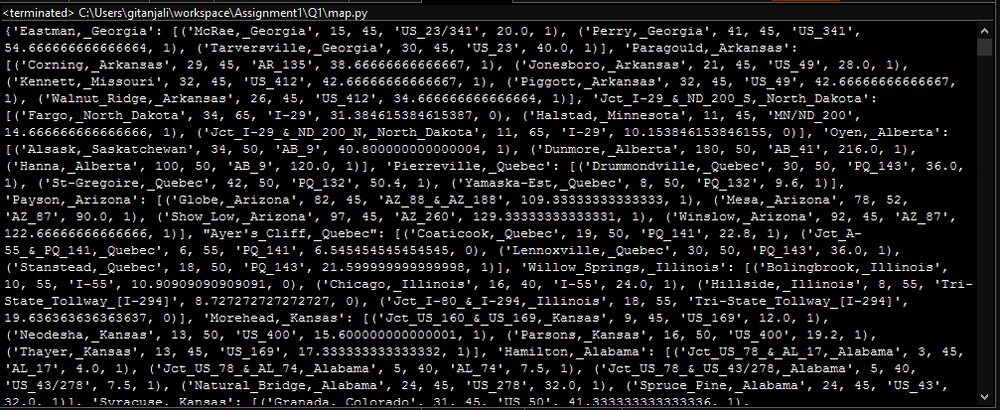 <terminated> C:\Users\gitanjali\workspace\Assignment1\Q1\map.py
{'Eastman,_Georgia': [('McRae,_Georgia', 15, 45, 'US_23/341', 20.0, 1), ('Perry,_Georgia', 41, 45, 'US_341',
54.666666666666664, 1), ('Tarversville,_Georgia', 30, 45, 'US_23', 40.0, 1)], 'Paragould,_Arkansas':
[('Corning,_Arkansas', 29, 45, 'AR_135', 38.66666666666667, 1), ('Jonesboro,_Arkansas', 21, 45, 'US_49', 28.0, 1),
('Kennett,_Missouri', 32, 45, 'US_412', 42.66666666666667, 1), ('Piggott,_Arkansas', 32, 45, 'US_49', 42.66666666666667,
1), ('Walnut_Ridge,_Arkansas', 26, 45, 'US_412', 34.666666666666664, 1)], 'Jct_I-29_&_ND_200_S,_North_Dakota':
[('Fargo,_North_Dakota', 34, 65, 'I-29', 31.384615384615387, 0), ('Halstad,_Minnesota', 11, 45, 'MN/ND_200',
14.666666666666666, 1), ('Jct_I-29_&_ND_200_N,_North_Dakota', 11, 65, 'I-29', 10.153846153846155, 0)], 'Oyen,_Alberta':
[('Alsask,_Saskatchewan', 34, 50, 'AB_9', 40.800000000000004, 1), ('Dunmore,_Alberta', 180, 50, 'AB_41', 216.0, 1),
('Hanna,_Alberta', 100, 50, 'AB_9', 120.0, 1)], 'Pierreville,_Quebec': [('Drummondville,_Quebec', 30, 50, 'PQ_143', 36.0,
1), ('St-Gregoire,_Quebec', 42, 50, 'PQ_132', 50.4, 1), ('Yamaska-Est,_Quebec', 8, 50, 'PQ_132', 9.6, 1)],
'Payson,_Arizona': [('Globe,_Arizona', 82, 45, 'AZ_88_&_AZ_188', 109.33333333333333, 1), ('Mesa,_Arizona', 78, 52,
'AZ_87', 90.0, 1), ('Show_Low,_Arizona', 97, 45, 'AZ_260', 129.33333333333331, 1), ('Winslow,_Arizona', 92, 45, 'AZ_87',
122.66666666666666, 1)], "Ayer's_Cliff,_Quebec": [('Coaticook,_Quebec', 19, 50, 'PQ_141', 22.8, 1), ('Jct_A-
55_&_PQ_141,_Quebec', 6, 55, 'PQ_141', 6.545454545454545, 0), ('Lennoxville,_Quebec', 30, 50, 'PQ_143', 36.0, 1),
('Stanstead,_Quebec', 18, 50, 'PQ_143', 21.599999999999998, 1)], 'Willow_Springs,_Illinois': [('Bolingbrook,_Illinois',
10, 55, 'I-55', 10.90909090909091, 0), ('Chicago,_Illinois', 16, 40, 'I-55', 24.0, 1), ('Hillside,_Illinois', 8, 55, 'Tri-
State_Tollway_[I-294]', 8.727272727272727, 0), ('Jct_I-80_&_I-294,_Illinois', 18, 55, 'Tri-State_Tollway_[I-294]',
19.636363636363637, 0)], 'Morehead,_Kansas': [('Jct_US_160_&_US_169,_Kansas', 9, 45, 'US_169', 12.0, 1),
('Neodesha,_Kansas', 13, 50, 'US_400', 15.600000000000001, 1), ('Parsons,_Kansas', 16, 50, 'US_400', 19.2, 1),
('Thayer,_Kansas', 13, 45, 'US_169', 17.333333333333332, 1)], 'Hamilton,_Alabama': [('Jct_US_78_&_AL_17,_Alabama', 3, 45,
'AL_17', 4.0, 1), ('Jct_US_78_&_AL_74,_Alabama', 5, 40, 'AL_74', 7.5, 1), ('Jct_US_78_&_US_43/278,_Alabama', 5, 40,
'US_43/278', 7.5, 1), ('Natural_Bridge,_Alabama', 24, 45, 'US_278', 32.0, 1), ('Spruce_Pine,_Alabama', 24, 45, 'US_43',
32.0, 1)], 'Syracuse,_Kansas': [('Granada,_Colorado', 31, 45, 'US_50', 41.333333333333336, 1),